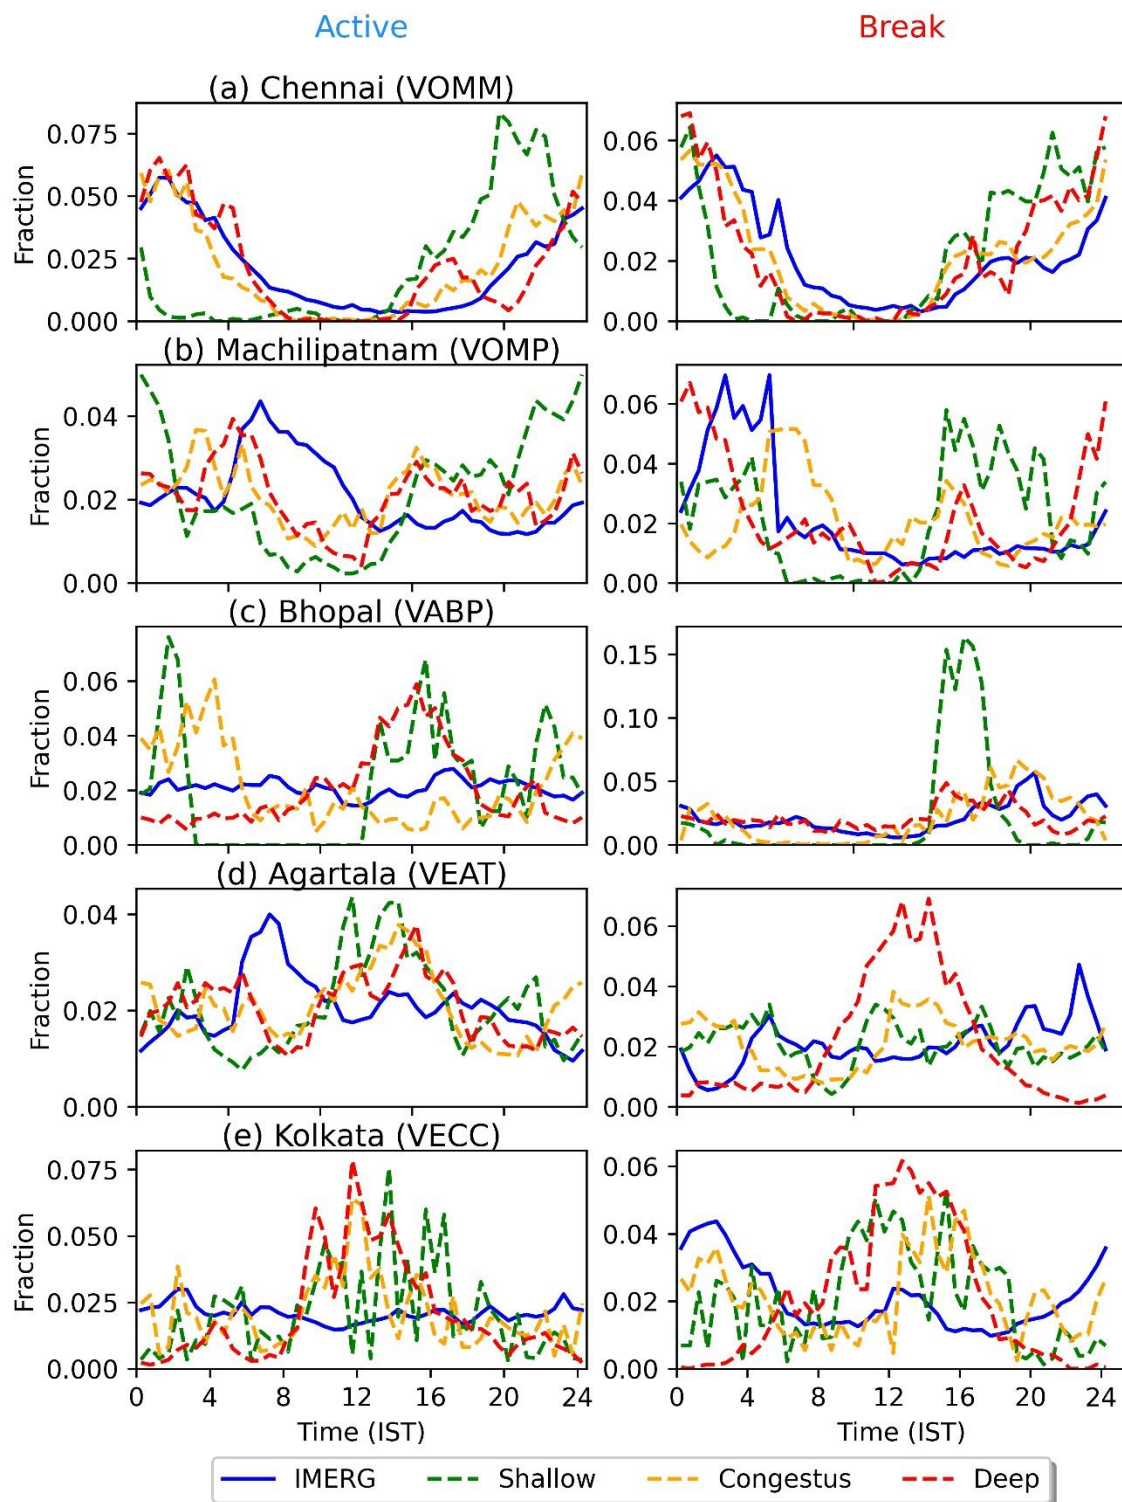 Active Break
(a) Chennai (VOMM)
0.075
0.050
0.025
0.000
Fraction
0.06
0.04
0.02
0.00
(b) Machilipatnam (VOMP)
0.04
0.02
0.00
Fraction
0.06
0.04
0.02
0.00
(c) Bhopal (VABP)
0.06
0.04
0.02
0.00
Fraction
0.15
0.10
0.05
0.00
(d) Agartala (VEAT)
0.04
0.02
0.00
Fraction
0.06
0.04
0.02
0.00
(e) Kolkata (VECC)
0.075
0.050
0.025
0.000
Fraction
0.06
0.04
0.02
0.00
0 4 8 12 16 20 24
Time (IST)
0 4 8 12 16 20 24
Time (IST)
IMERG Shallow Congestus Deep